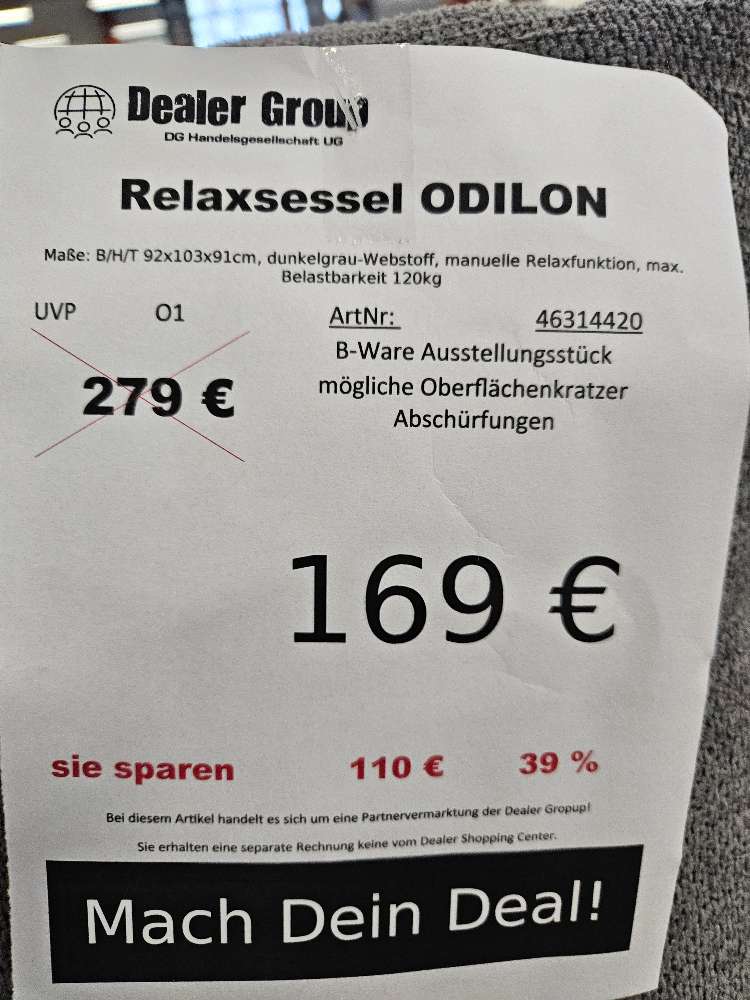 Dealer Group
DG Handelsgesellschaft UG
Relaxsessel ODILON
Maße: B/H/T 92x103x91cm, dunkelgrau-Webstoff, manuelle Relaxfunktion, max.
Belastbarkeit 120kg
UVP O1
279 €
ArtNr: 46314420
B-Ware Ausstellungsstück
mögliche Oberflächenkratzer
Abschürfungen
169 €
sie sparen 110 € 39 %
Bei diesem Artikel handelt es sich um eine Partnervermarktung der Dealer Gropup!
Sie erhalten eine separate Rechnung keine vom Dealer Shopping Center.
Mach Dein Deal!